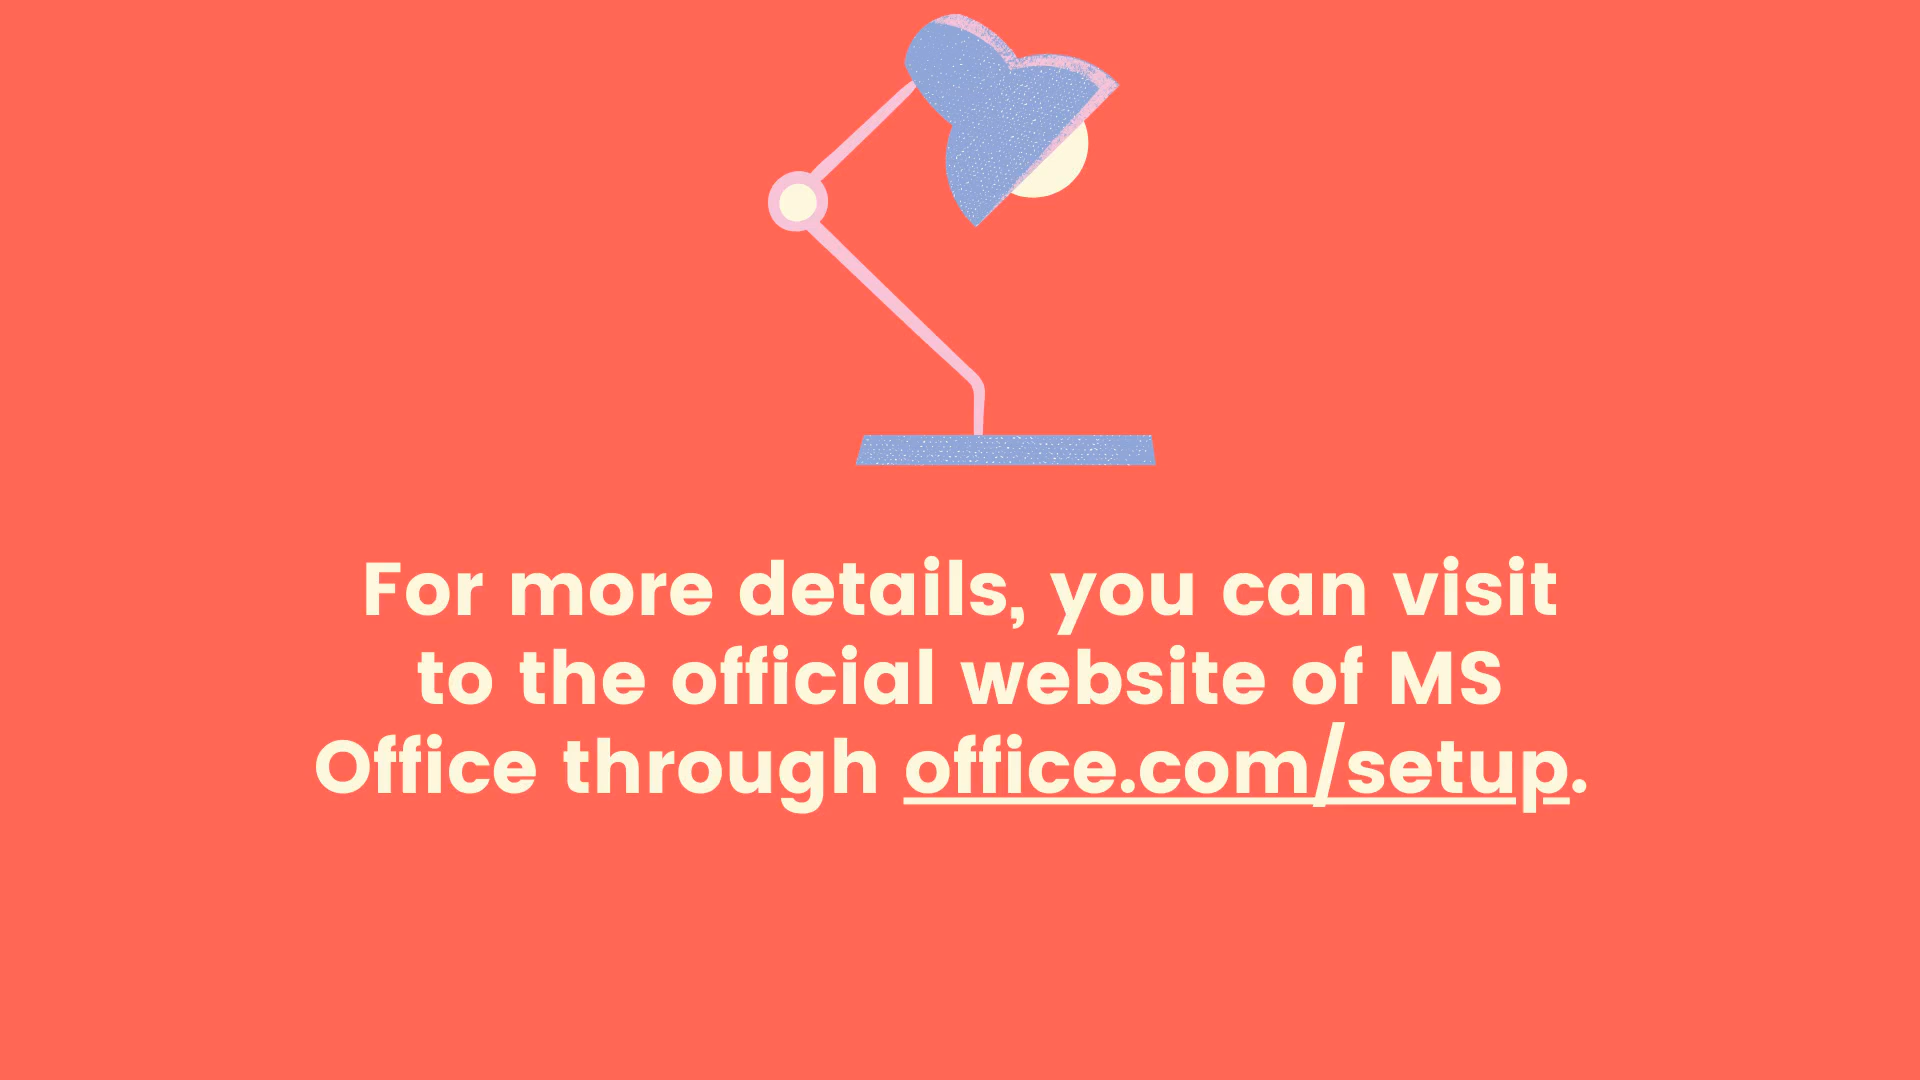 For more details, you can visit
to the official website of MS
Office through office.com/setup.